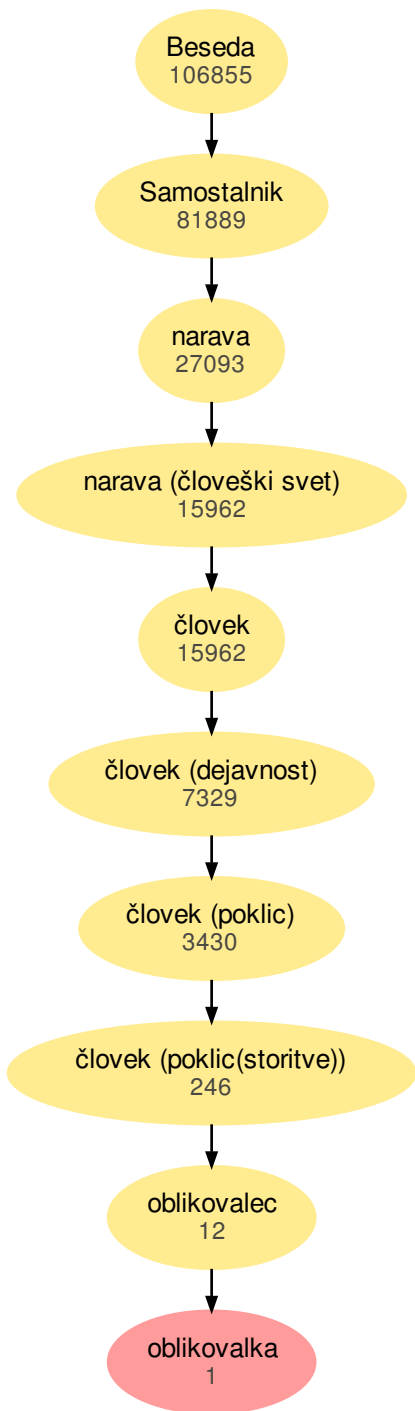 Beseda
106855
Samostalnik
81889
narava
27093
narava (človeški svet)
15962
človek
15962
človek (dejavnost)
7329
človek (poklic)
3430
človek (poklic(storitve))
246
oblikovalec
12
oblikovalka
1